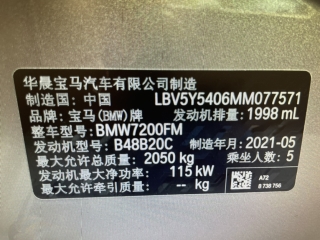 华晨宝马汽车有限公司制造
制造国：中国 LBV5Y5406MM077571
品牌：宝马(BMW)牌 发动机排量：1998 mL
整车型号：BMW7200FM
发动机型号：B48B20C 制造年月：2021-05
最大允许总质量：2050 kg 乘坐人数：5
发动机最大净功率：115 kW
最大允许牵引质量：-- kg
A72
8 738 756